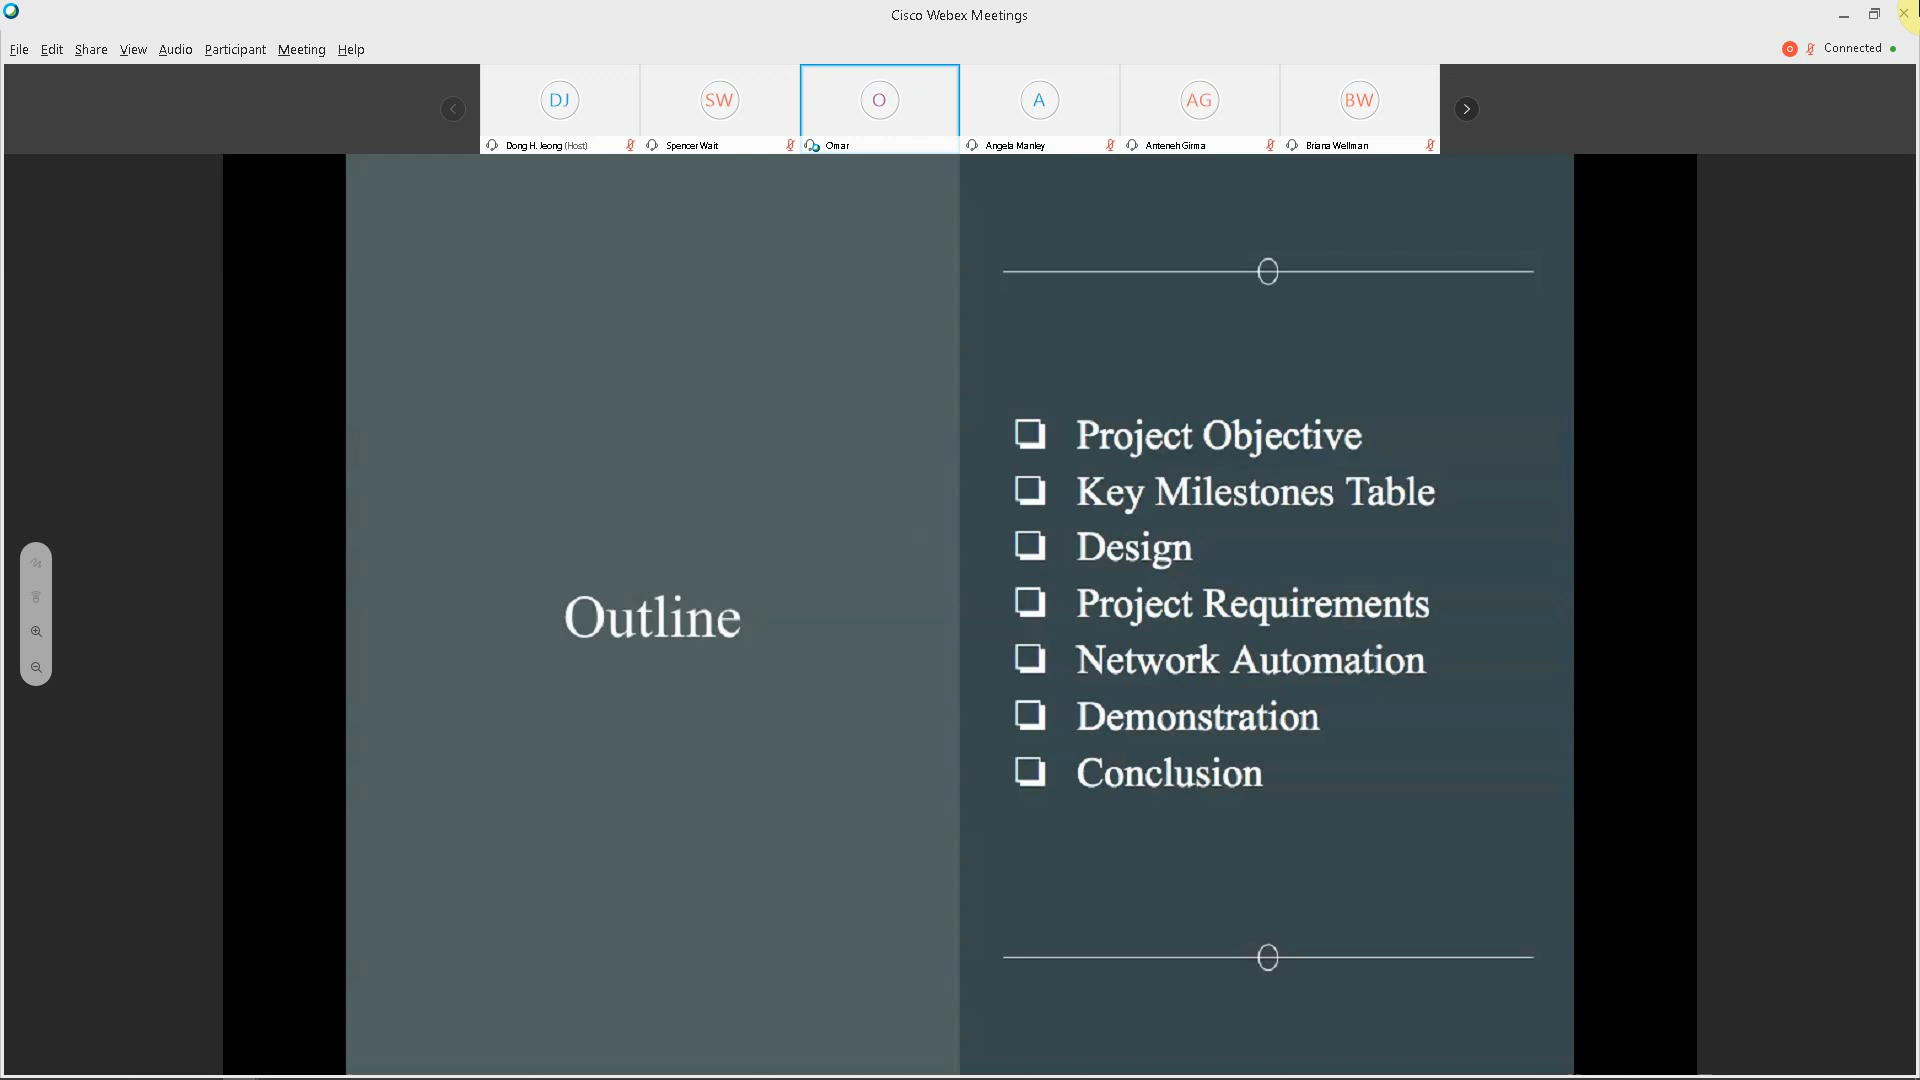 Cisco Webex Meetings
File Edit Share View Audio Participant Meeting Help
Connected
DJ SW O A AG BW
Dong H. Jeong (Host) Spencer Wait Omar Angela Manley Anteneh Girma Briana Wellman
Outline
Project Objective
Key Milestones Table
Design
Project Requirements
Network Automation
Demonstration
Conclusion